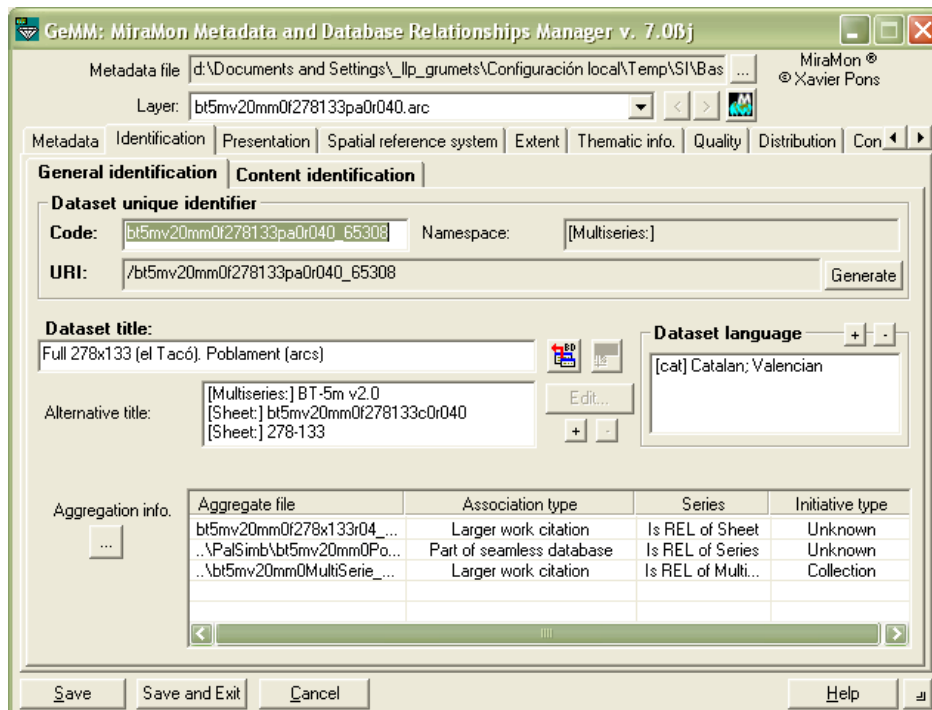 GeMM: MiraMon Metadata and Database Relationships Manager v. 7.0ßj
Metadata file d:\Documents and Settings\_llp_grumets\Configuración local\Temp\SI\Bas ... MiraMon ®
© Xavier Pons
Layer: bt5mv20mm0f278133pa0r040.arc < >
Metadata Identification Presentation Spatial reference system Extent Thematic info. Quality Distribution Con
General identification Content identification
Dataset unique identifier
Code: bt5mv20mm0f278133pa0r040_65308 Namespace: [Multiseries:]
URI: /bt5mv20mm0f278133pa0r040_65308 Generate
Dataset title:
Full 278x133 (el Tacó). Poblament (arcs)
BD
Dataset language + -
[cat] Catalan; Valencian
Alternative title:
[Multiseries:] BT-5m v2.0
[Sheet:] bt5mv20mm0f278133c0r040
[Sheet:] 278-133
Edit...
+ -
Aggregation info.
...
Aggregate file Association type Series Initiative type
bt5mv20mm0f278x133r04_... Larger work citation Is REL of Sheet Unknown
..\PalSimb\bt5mv20mm0Po... Part of seamless database Is REL of Series Unknown
..\bt5mv20mm0MultiSerie_... Larger work citation Is REL of Multi... Collection
Save Save and Exit Cancel Help